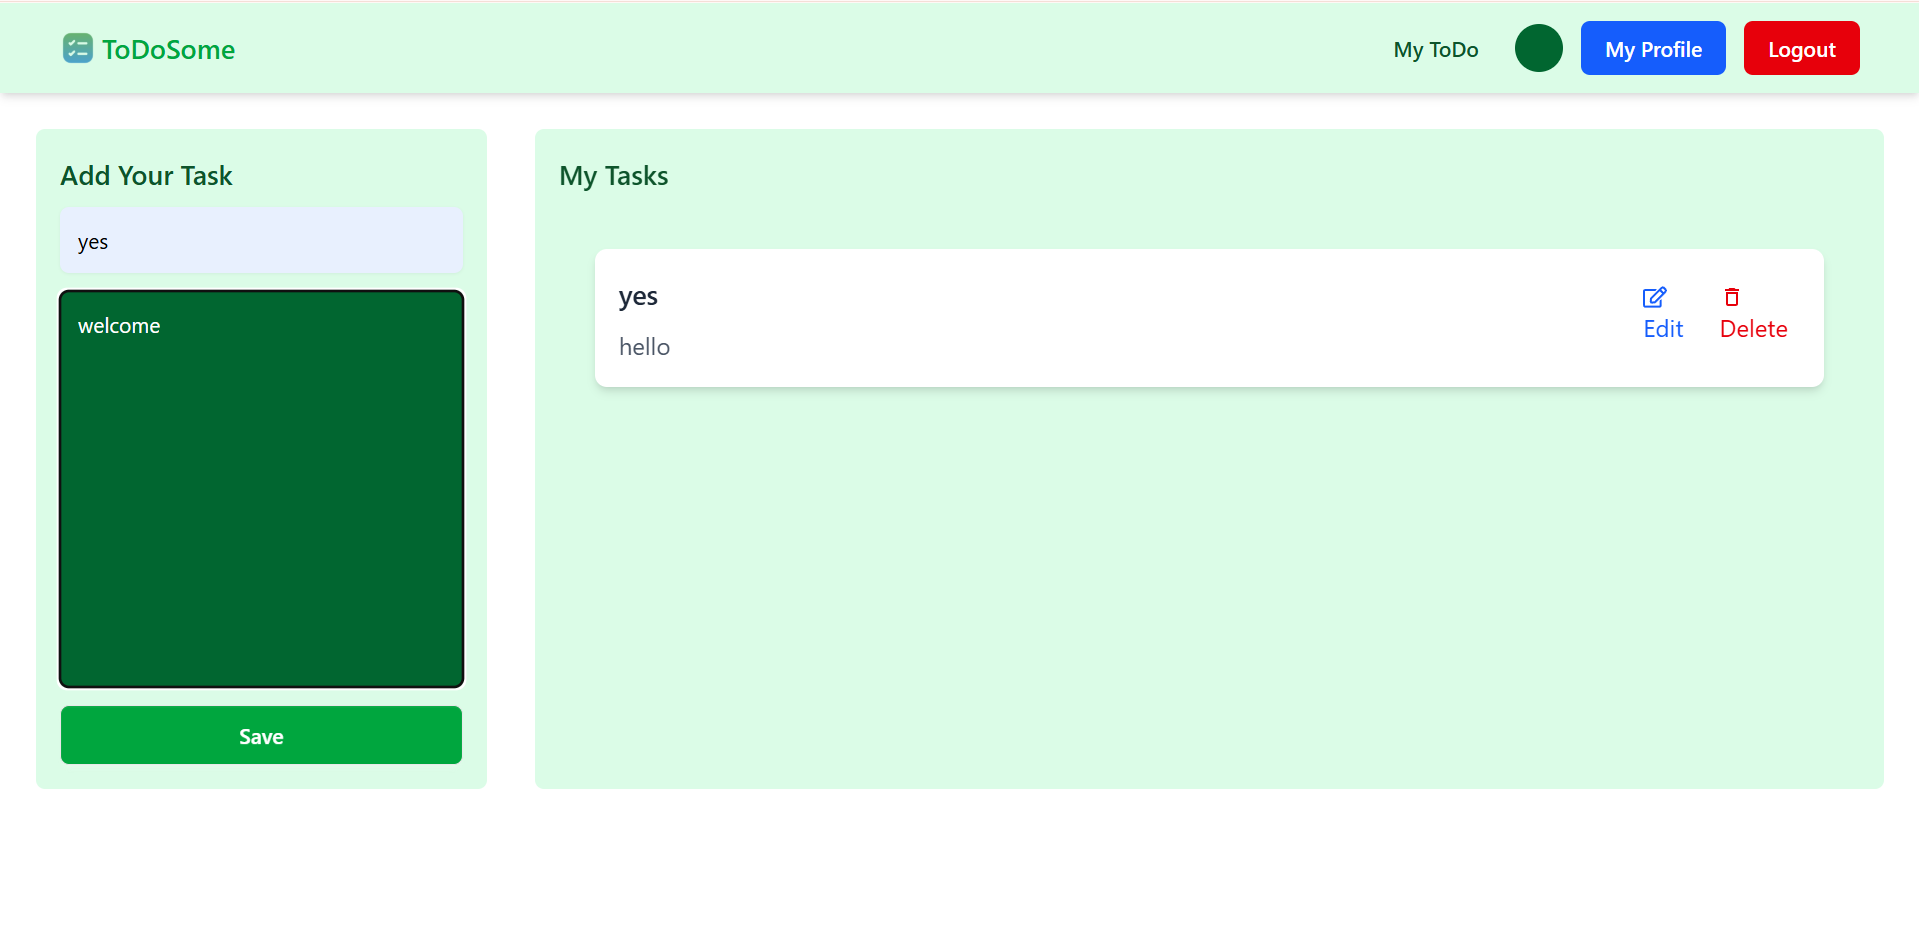 ToDoSome
My ToDo
My Profile
Logout
Add Your Task
yes
welcome
Save
My Tasks
yes
hello
Edit
Delete